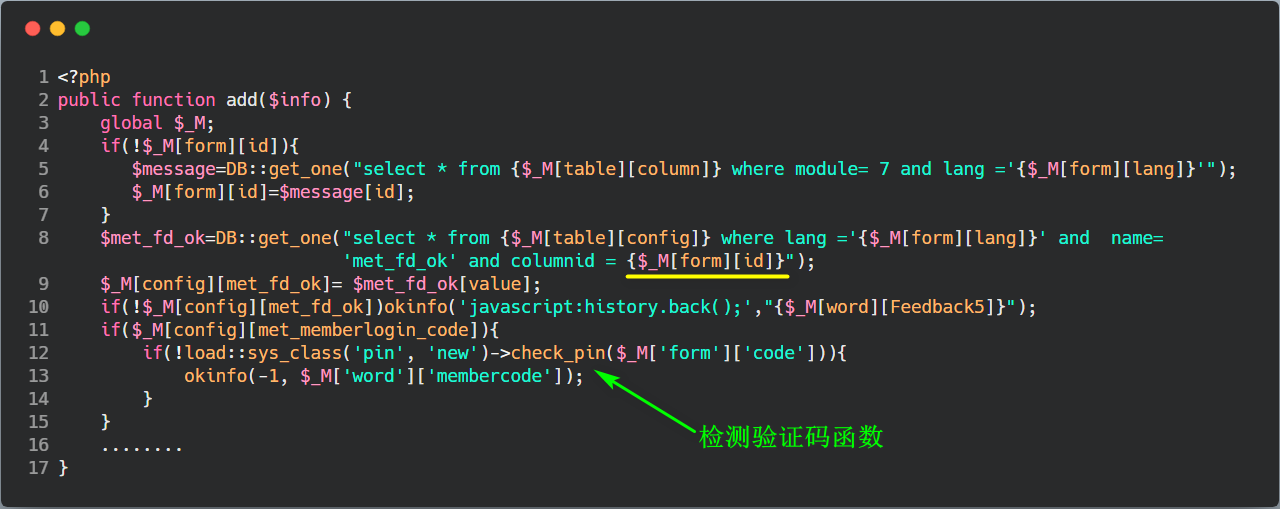 1 <?php
2 public function add($info) {
3     global $_M;
4     if(!$_M[form][id]){
5        $message=DB::get_one("select * from {$_M[table][column]} where module= 7 and lang ='{$_M[form][lang]}'");
6        $_M[form][id]=$message[id];
7     }
8     $met_fd_ok=DB::get_one("select * from {$_M[table][config]} where lang ='{$_M[form][lang]}' and  name=
                           'met_fd_ok' and columnid = {$_M[form][id]}");
9     $_M[config][met_fd_ok]= $met_fd_ok[value];
10     if(!$_M[config][met_fd_ok])okinfo('javascript:history.back();',"{$_M[word][Feedback5]}");
11     if($_M[config][met_memberlogin_code]){
12         if(!load::sys_class('pin', 'new')->check_pin($_M['form']['code'])){
13             okinfo(-1, $_M['word']['membercode']);
14         }
15     }
16     ........
17 }
检测验证码函数